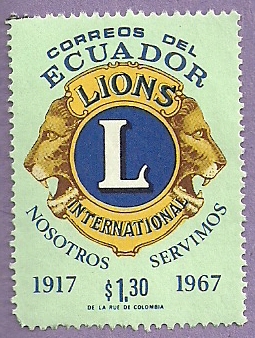 CORREOS DEL
ECUADOR
LIONS
L
INTERNATIONAL
NOSOTROS SERVIMOS
1917 1967
$1,30
DE LA RUE DE COLOMBIA